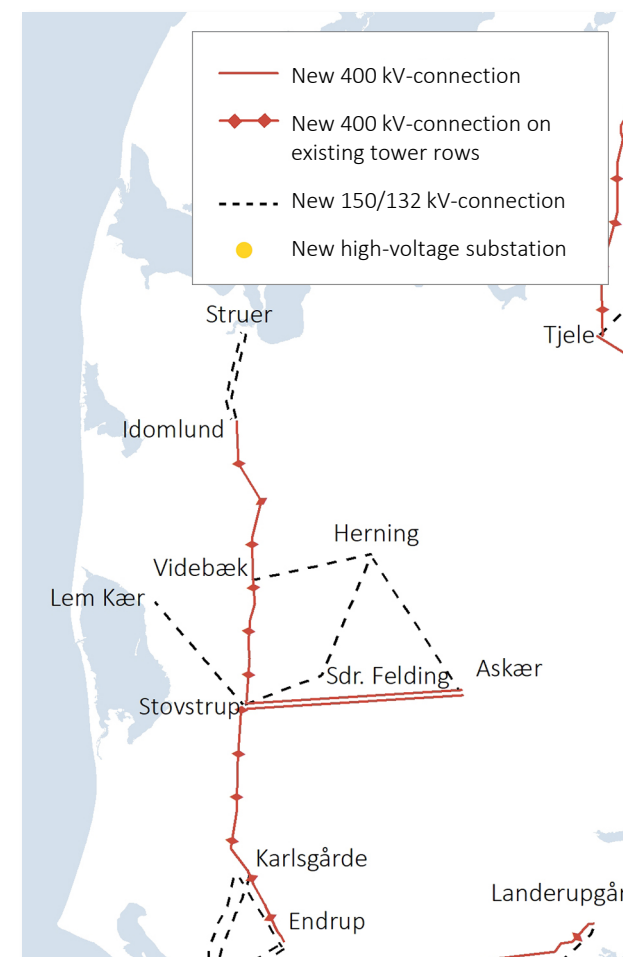 New 400 kV-connection
New 400 kV-connection on
existing tower rows
New 150/132 kV-connection
New high-voltage substation
Struer
Tjele
Idomlund
Herning
Videbæk
Lem Kær
Sdr. Felding
Askær
Stovstrup
Karlsgårde
Landerupgår
Endrup